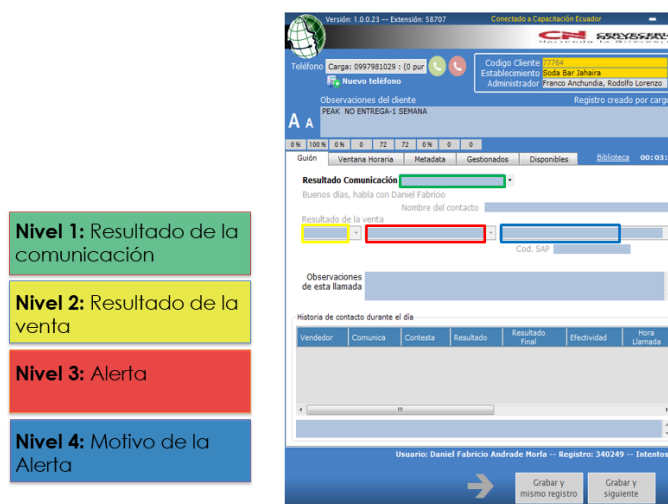 Nivel 1: Resultado de la
comunicación
Nivel 2: Resultado de la
venta
Nivel 3: Alerta
Nivel 4: Motivo de la
Alerta
Versión: 1.0.0.23 -- Extensión: 58707
Conectado a Capacitación Ecuador
Teléfono
Carga: 0997981029 : (0 pur
Nuevo teléfono
Codigo Cliente 77764
Establecimiento Soda Bar Jahaira
Administrador Franco Anchundia, Rodolfo Lorenzo
Observaciones del cliente
Registro creado por carg
A A
PEAK NO ENTREGA-1 SEMANA
0 % 100 % 0 % 0 72 72 0 % 0 0
Guión Ventana Horaria Metadata Gestionados Disponibles Biblioteca 00:03:
Resultado Comunicación
Buenos días, habla con Daniel Fabricio
Nombre del contacto
Resultado de la venta
Cod. SAP
Observaciones
de esta llamada
Historia de contacto durante el día
Vendedor Comunica Contesta Resultado Resultado Final Efectividad Hora Llamada
Usuario: Daniel Fabricio Andrade Morla -- Registro: 340249 -- Intentos
Grabar y
mismo registro
Grabar y
siguiente